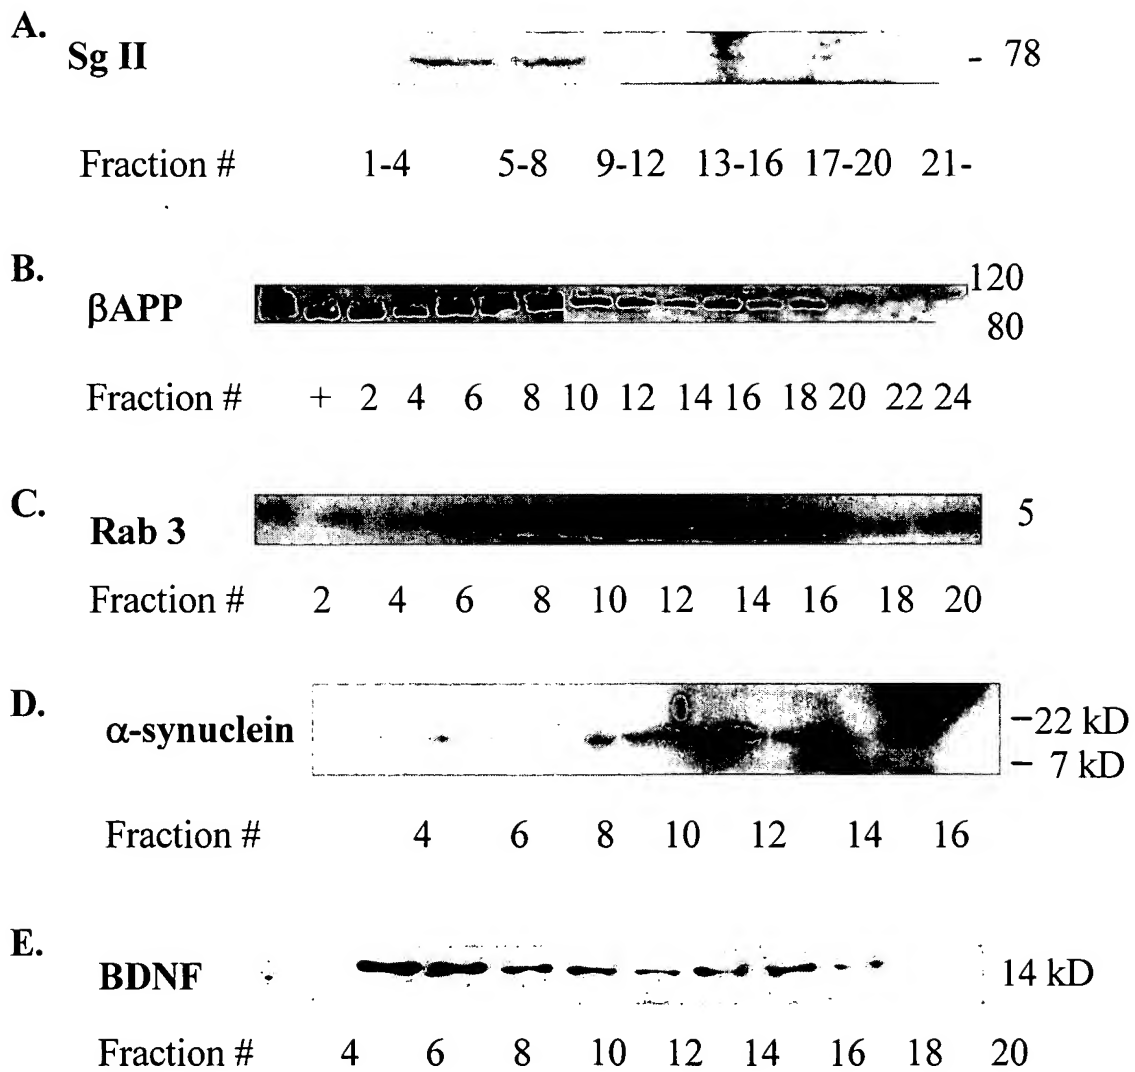 A.
Sg II
- 78
Fraction # 1-4 5-8 9-12 13-16 17-20 21-
B.
βAPP
120
80
Fraction # + 2 4 6 8 10 12 14 16 18 20 22 24
C.
Rab 3
5
Fraction # 2 4 6 8 10 12 14 16 18 20
D.
α-synuclein
–22 kD
– 7 kD
Fraction # 4 6 8 10 12 14 16
E.
BDNF
14 kD
Fraction # 4 6 8 10 12 14 16 18 20